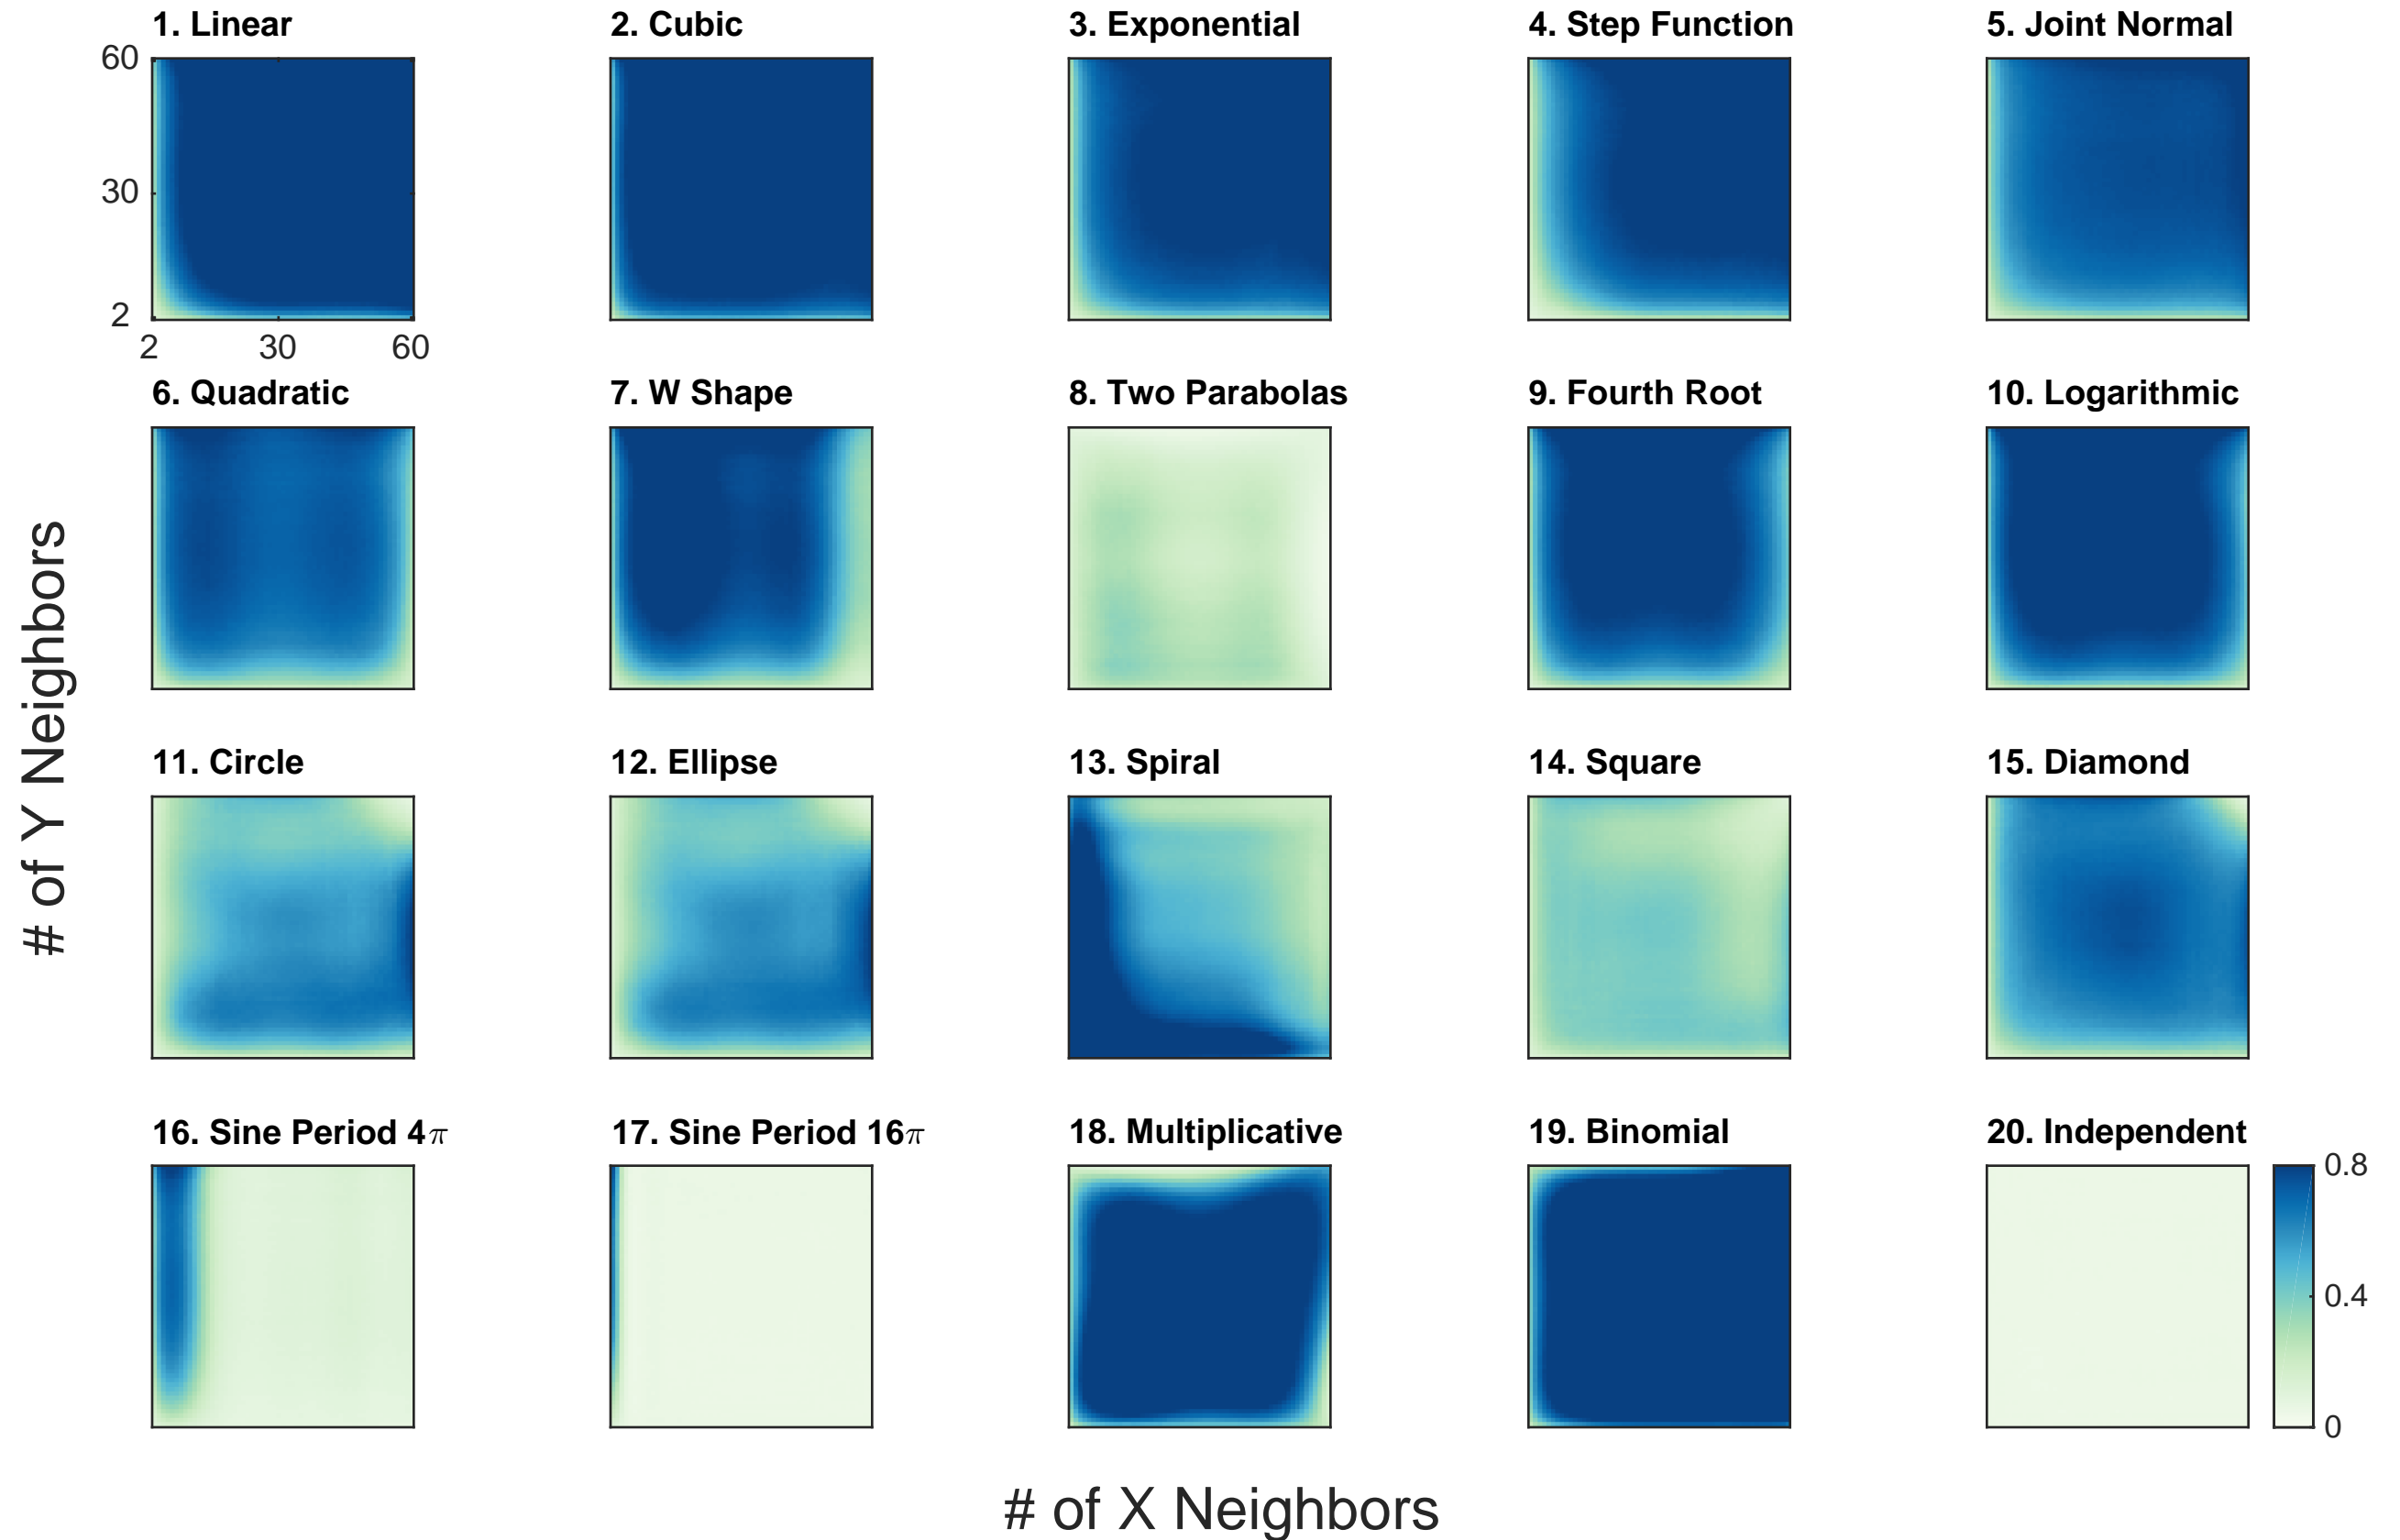 1. Linear
2. Cubic
3. Exponential
4. Step Function
5. Joint Normal
60
30
2
2 30 60
6. Quadratic
7. W Shape
8. Two Parabolas
9. Fourth Root
10. Logarithmic
# of Y Neighbors
11. Circle
12. Ellipse
13. Spiral
14. Square
15. Diamond
16. Sine Period 4π
17. Sine Period 16π
18. Multiplicative
19. Binomial
20. Independent
0.8
0.4
0
# of X Neighbors